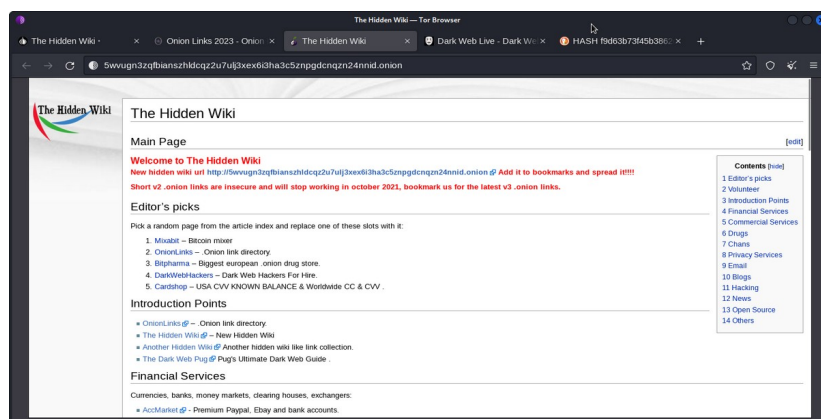 The Hidden Wiki — Tor Browser
The Hidden Wiki -
Onion Links 2023 - Onion
The Hidden Wiki
Dark Web Live - Dark We
HASH f9d63b73f45b3862
5wvugn3zqfbianszhldcqz2u7ulj3xex6i3ha3c5znpgdcnqzn24nnid.onion
The Hidden Wiki
The Hidden Wiki
Main Page
[edit]
Welcome to The Hidden Wiki
New hidden wiki url http://5wvugn3zqfbianszhldcqz2u7ulj3xex6i3ha3c5znpgdcnqzn24nnid.onion Add it to bookmarks and spread it!!!!
Short v2 .onion links are insecure and will stop working in october 2021, bookmark us for the latest v3 .onion links.
Editor's picks
Pick a random page from the article index and replace one of these slots with it:
1. Mixabit – Bitcoin mixer
2. OnionLinks – .Onion link directory.
3. Bitpharma – Biggest european .onion drug store.
4. DarkWebHackers – Dark Web Hackers For Hire.
5. Cardshop – USA CVV KNOWN BALANCE & Worldwide CC & CVV .
Introduction Points
OnionLinks – .Onion link directory.
The Hidden Wiki – New Hidden Wiki
Another Hidden Wiki Another hidden wiki like link collection.
The Dark Web Pug Pug's Ultimate Dark Web Guide .
Financial Services
Currencies, banks, money markets, clearing houses, exchangers:
AccMarket - Premium Paypal, Ebay and bank accounts.
Contents [hide]
1 Editor's picks
2 Volunteer
3 Introduction Points
4 Financial Services
5 Commercial Services
6 Drugs
7 Chans
8 Privacy Services
9 Email
10 Blogs
11 Hacking
12 News
13 Open Source
14 Others